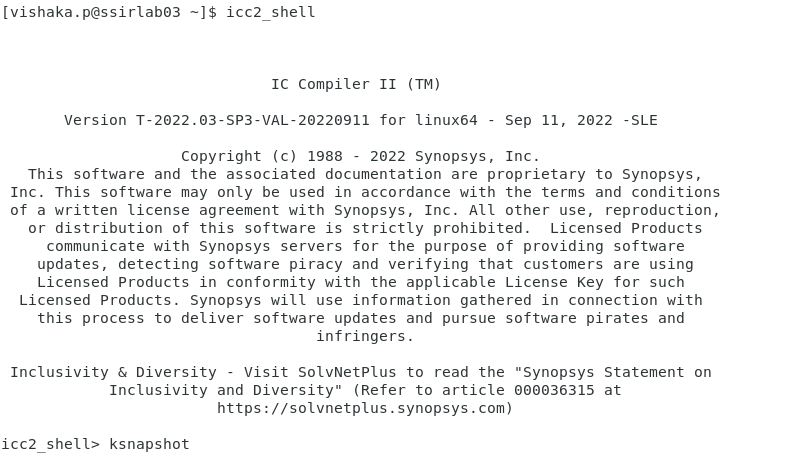 [vishaka.p@ssirlab03 ~]$ icc2_shell
IC Compiler II (TM)
Version T-2022.03-SP3-VAL-20220911 for linux64 - Sep 11, 2022 -SLE
Copyright (c) 1988 - 2022 Synopsys, Inc.
This software and the associated documentation are proprietary to Synopsys,
Inc. This software may only be used in accordance with the terms and conditions
of a written license agreement with Synopsys, Inc. All other use, reproduction,
or distribution of this software is strictly prohibited.  Licensed Products
communicate with Synopsys servers for the purpose of providing software
updates, detecting software piracy and verifying that customers are using
Licensed Products in conformity with the applicable License Key for such
Licensed Products. Synopsys will use information gathered in connection with
this process to deliver software updates and pursue software pirates and
infringers.
Inclusivity & Diversity - Visit SolvNetPlus to read the "Synopsys Statement on
Inclusivity and Diversity" (Refer to article 000036315 at
https://solvnetplus.synopsys.com)
icc2_shell> ksnapshot